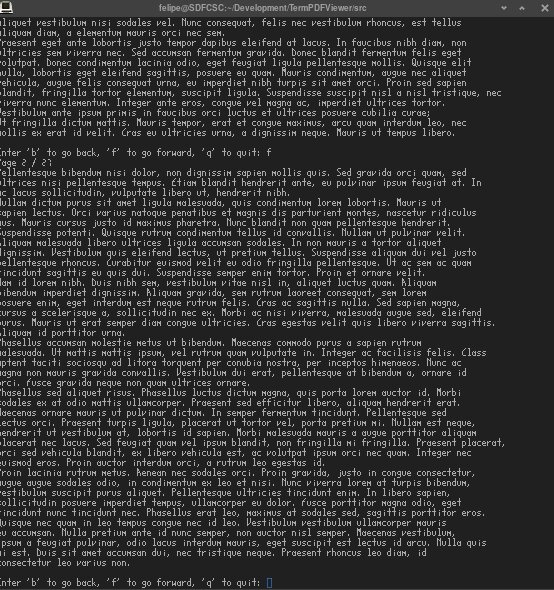 felipe@SDFCSC:~/Development/TermPDFViewer/src
aliquet vestibulum nisi sodales vel. Nunc consequat, felis nec vestibulum rhoncus, est tellus
aliquam diam, a elementum mauris orci nec sem.
Praesent eget ante lobortis justo tempor dapibus eleifend at lacus. In faucibus nibh diam, non
ultricies sem viverra nec. Sed accumsan fermentum gravida. Donec blandit fermentum felis eget
volutpat. Donec condimentum lacinia odio, eget feugiat ligula pellentesque mollis. Quisque elit
nulla, lobortis eget eleifend sagittis, posuere eu quam. Mauris condimentum, augue nec aliquet
vehicula, augue felis consequat urna, eu imperdiet nibh turpis sit amet orci. Proin sed sapien
blandit, fringilla tortor elementum, suscipit ligula. Suspendisse suscipit nisl a nisl tristique, nec
viverra nunc elementum. Integer ante eros, congue vel magna ac, imperdiet ultrices tortor.
Vestibulum ante ipsum primis in faucibus orci luctus et ultrices posuere cubilia curae;
Ut fringilla dictum mattis. Mauris tempor, erat et congue maximus, arcu quam interdum leo, nec
mollis ex erat id velit. Cras eu ultricies urna, a dignissim neque. Mauris ut tempus libero.
Enter 'b' to go back, 'f' to go forward, 'q' to quit: f
Page 2 / 27
Pellentesque bibendum nisi dolor, non dignissim sapien mollis quis. Sed gravida orci quam, sed
ultrices nisi pellentesque tempus. Etiam blandit hendrerit ante, eu pulvinar ipsum feugiat at. In
ac lacus sollicitudin, vulputate libero ut, hendrerit nibh.
Nullam dictum purus sit amet ligula malesuada, quis condimentum lorem lobortis. Mauris ut
sapien lectus. Orci varius natoque penatibus et magnis dis parturient montes, nascetur ridiculus
mus. Mauris cursus justo id maximus pharetra. Nunc blandit non quam pellentesque hendrerit.
Suspendisse potenti. Quisque rutrum condimentum tellus id convallis. Nullam ut pulvinar velit.
Aliquam malesuada libero ultrices ligula accumsan sodales. In non mauris a tortor aliquet
dignissim. Vestibulum quis eleifend lectus, ut pretium tellus. Suspendisse aliquam dui vel justo
pellentesque rhoncus. Curabitur euismod velit eu odio fringilla pellentesque. Ut ac sem ac quam
tincidunt sagittis eu quis dui. Suspendisse semper enim tortor. Proin et ornare velit.
Nam id lorem nibh. Duis nibh sem, vestibulum vitae nisl in, aliquet luctus quam. Aliquam
bibendum imperdiet dignissim. Aliquam gravida, sem rutrum laoreet consequat, sem lorem
posuere enim, eget interdum est neque rutrum felis. Cras ac sagittis nulla. Sed sapien magna,
cursus a scelerisque a, sollicitudin nec ex. Morbi ac nisi viverra, malesuada augue sed, eleifend
purus. Mauris ut erat semper diam congue ultricies. Cras egestas velit quis libero viverra sagittis.
Aliquam id porttitor urna.
Phasellus accumsan molestie metus ut bibendum. Maecenas commodo purus a sapien rutrum
malesuada. Ut mattis mattis ipsum, vel rutrum quam vulputate in. Integer ac facilisis felis. Class
aptent taciti sociosqu ad litora torquent per conubia nostra, per inceptos himenaeos. Nunc ac
magna non mauris gravida convallis. Vestibulum dui erat, pellentesque at bibendum a, ornare id
orci. Fusce gravida neque non quam ultrices ornare.
Phasellus sed aliquet risus. Phasellus luctus dictum magna, quis porta lorem auctor id. Morbi
sodales ex at odio mattis ullamcorper. Praesent sed efficitur libero, aliquam hendrerit erat.
Maecenas ornare mauris ut pulvinar dictum. In semper fermentum tincidunt. Pellentesque sed
lectus orci. Praesent turpis ligula, placerat ut tortor vel, porta pretium mi. Nullam est neque,
hendrerit ut vestibulum at, lobortis id sapien. Morbi malesuada mauris a augue porttitor aliquam
placerat nec lacus. Sed feugiat quam vel ipsum blandit, non fringilla mi fringilla. Praesent placerat,
orci sed vehicula blandit, ex libero vehicula est, ac volutpat ipsum orci nec quam. Integer nec
euismod eros. Proin auctor interdum orci, a rutrum leo egestas id.
Proin lacinia rutrum metus. Aenean nec sodales orci. Proin gravida, justo in congue consectetur,
augue augue sodales odio, in condimentum ex leo et nisi. Nunc viverra lorem at turpis bibendum,
vestibulum suscipit purus aliquet. Pellentesque ultricies tincidunt enim. In libero sapien,
sollicitudin posuere imperdiet tempus, ullamcorper eu dolor. Fusce porttitor magna odio, eget
tincidunt nunc tincidunt nec. Phasellus erat leo, maximus at sodales sed, sagittis porttitor eros.
Quisque nec quam in leo tempus congue nec id leo. Vestibulum vestibulum ullamcorper mauris
eu accumsan. Nulla pretium ante id nunc semper, non auctor nisl semper. Maecenas vestibulum,
ipsum a feugiat pulvinar, odio lacus interdum mauris, eget suscipit est lectus id arcu. Nulla quis
mi est. Duis sit amet accumsan dui, nec tristique neque. Praesent rhoncus leo diam, id
consectetur leo varius non.
Enter 'b' to go back, 'f' to go forward, 'q' to quit: